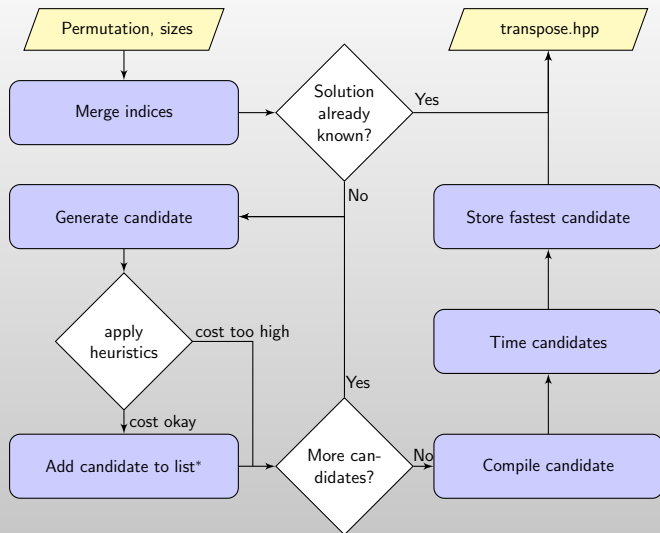 Permutation, sizes
transpose.hpp
Merge indices
Solution
already
known?
Yes
No
Generate candidate
Store fastest candidate
apply
heuristics
cost too high
Time candidates
Yes
cost okay
Add candidate to list*
More can-
didates?
No
Compile candidate